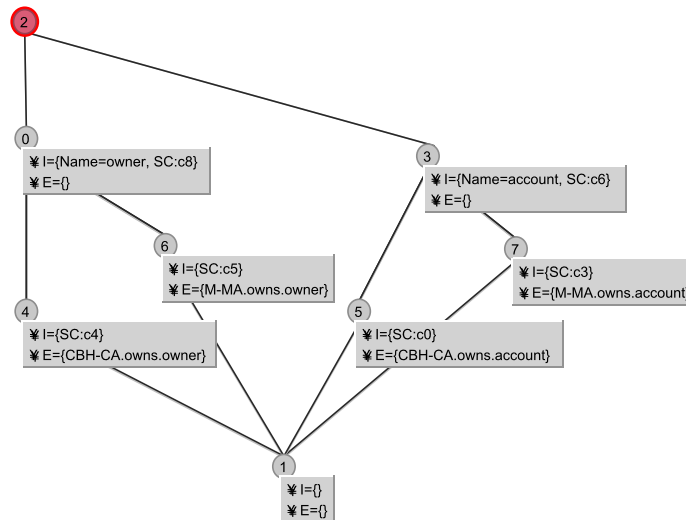 2
0
¥ I={Name=owner, SC:c8}
¥ E={}
3
¥ I={Name=account, SC:c6}
¥ E={}
6
¥ I={SC:c5}
¥ E={M-MA.owns.owner}
7
¥ I={SC:c3}
¥ E={M-MA.owns.account}
4
¥ I={SC:c4}
¥ E={CBH-CA.owns.owner}
5
¥ I={SC:c0}
¥ E={CBH-CA.owns.account}
1
¥ I={}
¥ E={}